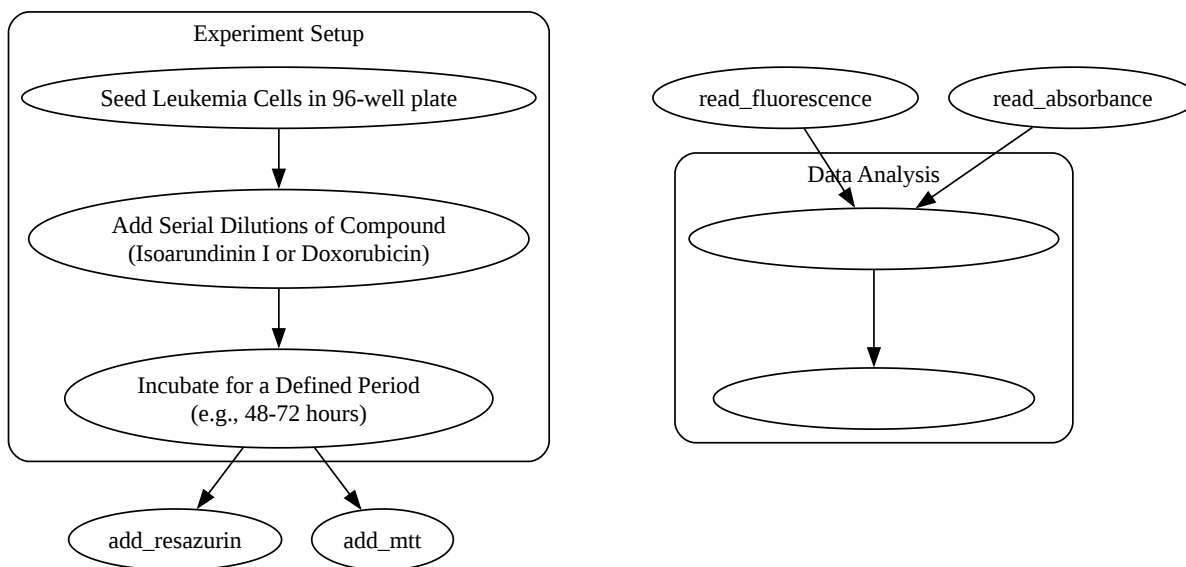 Experiment Setup
Seed Leukemia Cells in 96-well plate
Add Serial Dilutions of Compound
(Isoarundinin I or Doxorubicin)
Incubate for a Defined Period
(e.g., 48-72 hours)
add_resazurin
add_mtt
read_fluorescence
read_absorbance
Data Analysis